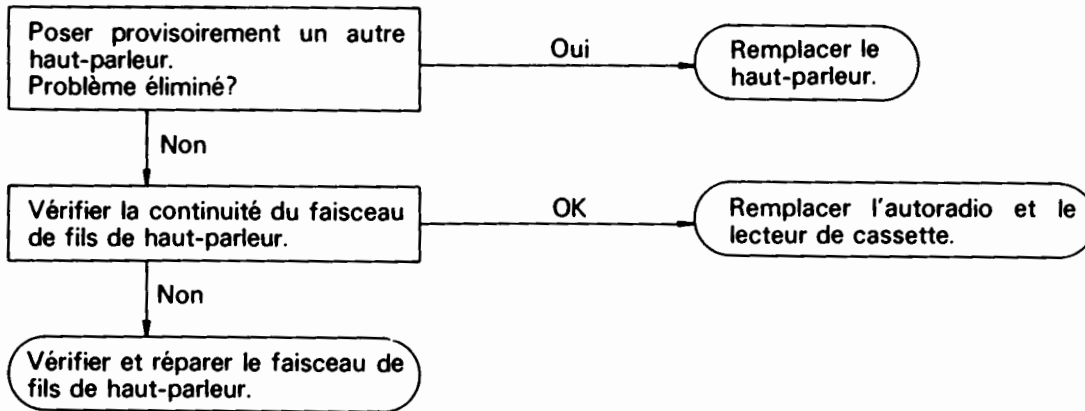 Poser provisoirement un autre
haut-parleur.
Problème éliminé?
Oui
Remplacer le
haut-parleur.
Non
Vérifier la continuité du faisceau
de fils de haut-parleur.
OK
Remplacer l'autoradio et le
lecteur de cassette.
Non
Vérifier et réparer le faisceau de
fils de haut-parleur.